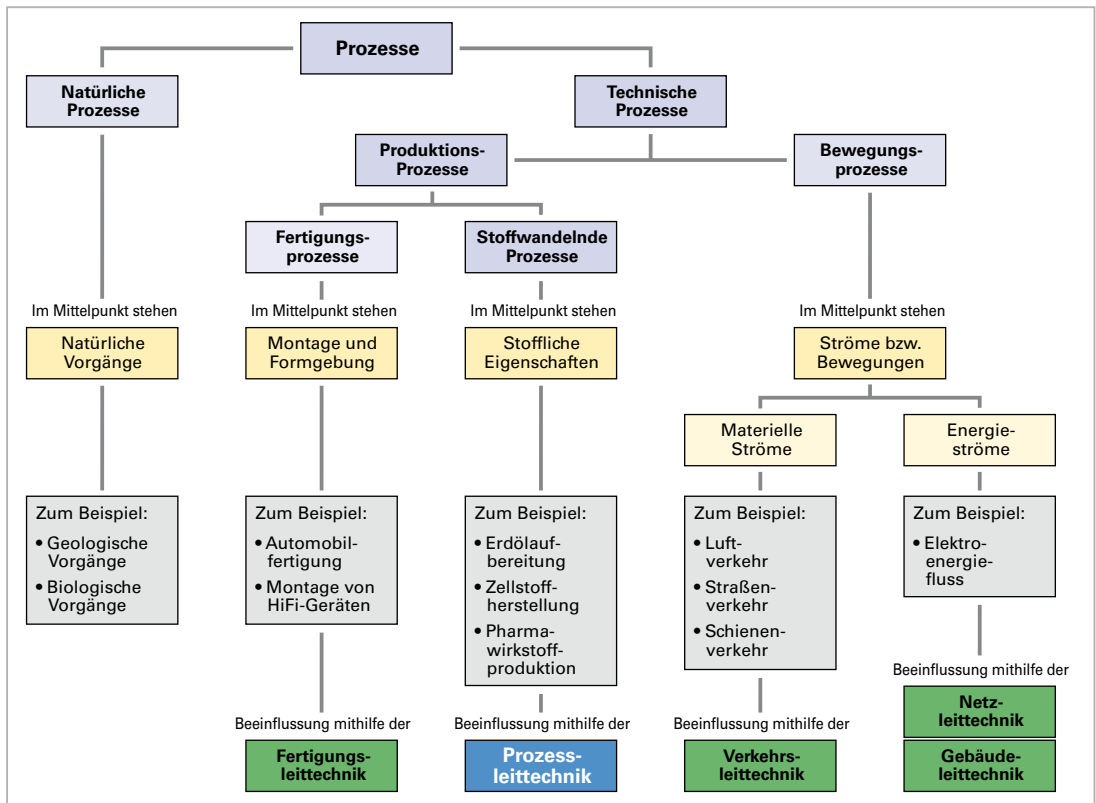 Prozesse
Natürliche
Prozesse
Technische
Prozesse
Produktions-
Prozesse
Bewegungs-
prozesse
Fertigungs-
prozesse
Stoffwandelnde
Prozesse
Im Mittelpunkt stehen
Im Mittelpunkt stehen
Im Mittelpunkt stehen
Im Mittelpunkt stehen
Natürliche
Vorgänge
Montage und
Formgebung
Stoffliche
Eigenschaften
Ströme bzw.
Bewegungen
Materielle
Ströme
Energie-
ströme
Zum Beispiel:
• Geologische
Vorgänge
• Biologische
Vorgänge
Zum Beispiel:
• Automobil-
fertigung
• Montage von
HiFi-Geräten
Zum Beispiel:
• Erdölauf-
bereitung
• Zellstoff-
herstellung
• Pharma-
wirkstoff-
produktion
Zum Beispiel:
• Luft-
verkehr
• Straßen-
verkehr
• Schienen-
verkehr
Zum Beispiel:
• Elektro-
energie-
fluss
Beeinflussung mithilfe der
Fertigungs-
leittechnik
Beeinflussung mithilfe der
Prozess-
leittechnik
Beeinflussung mithilfe der
Verkehrs-
leittechnik
Beeinflussung mithilfe der
Netz-
leittechnik
Gebäude-
leittechnik